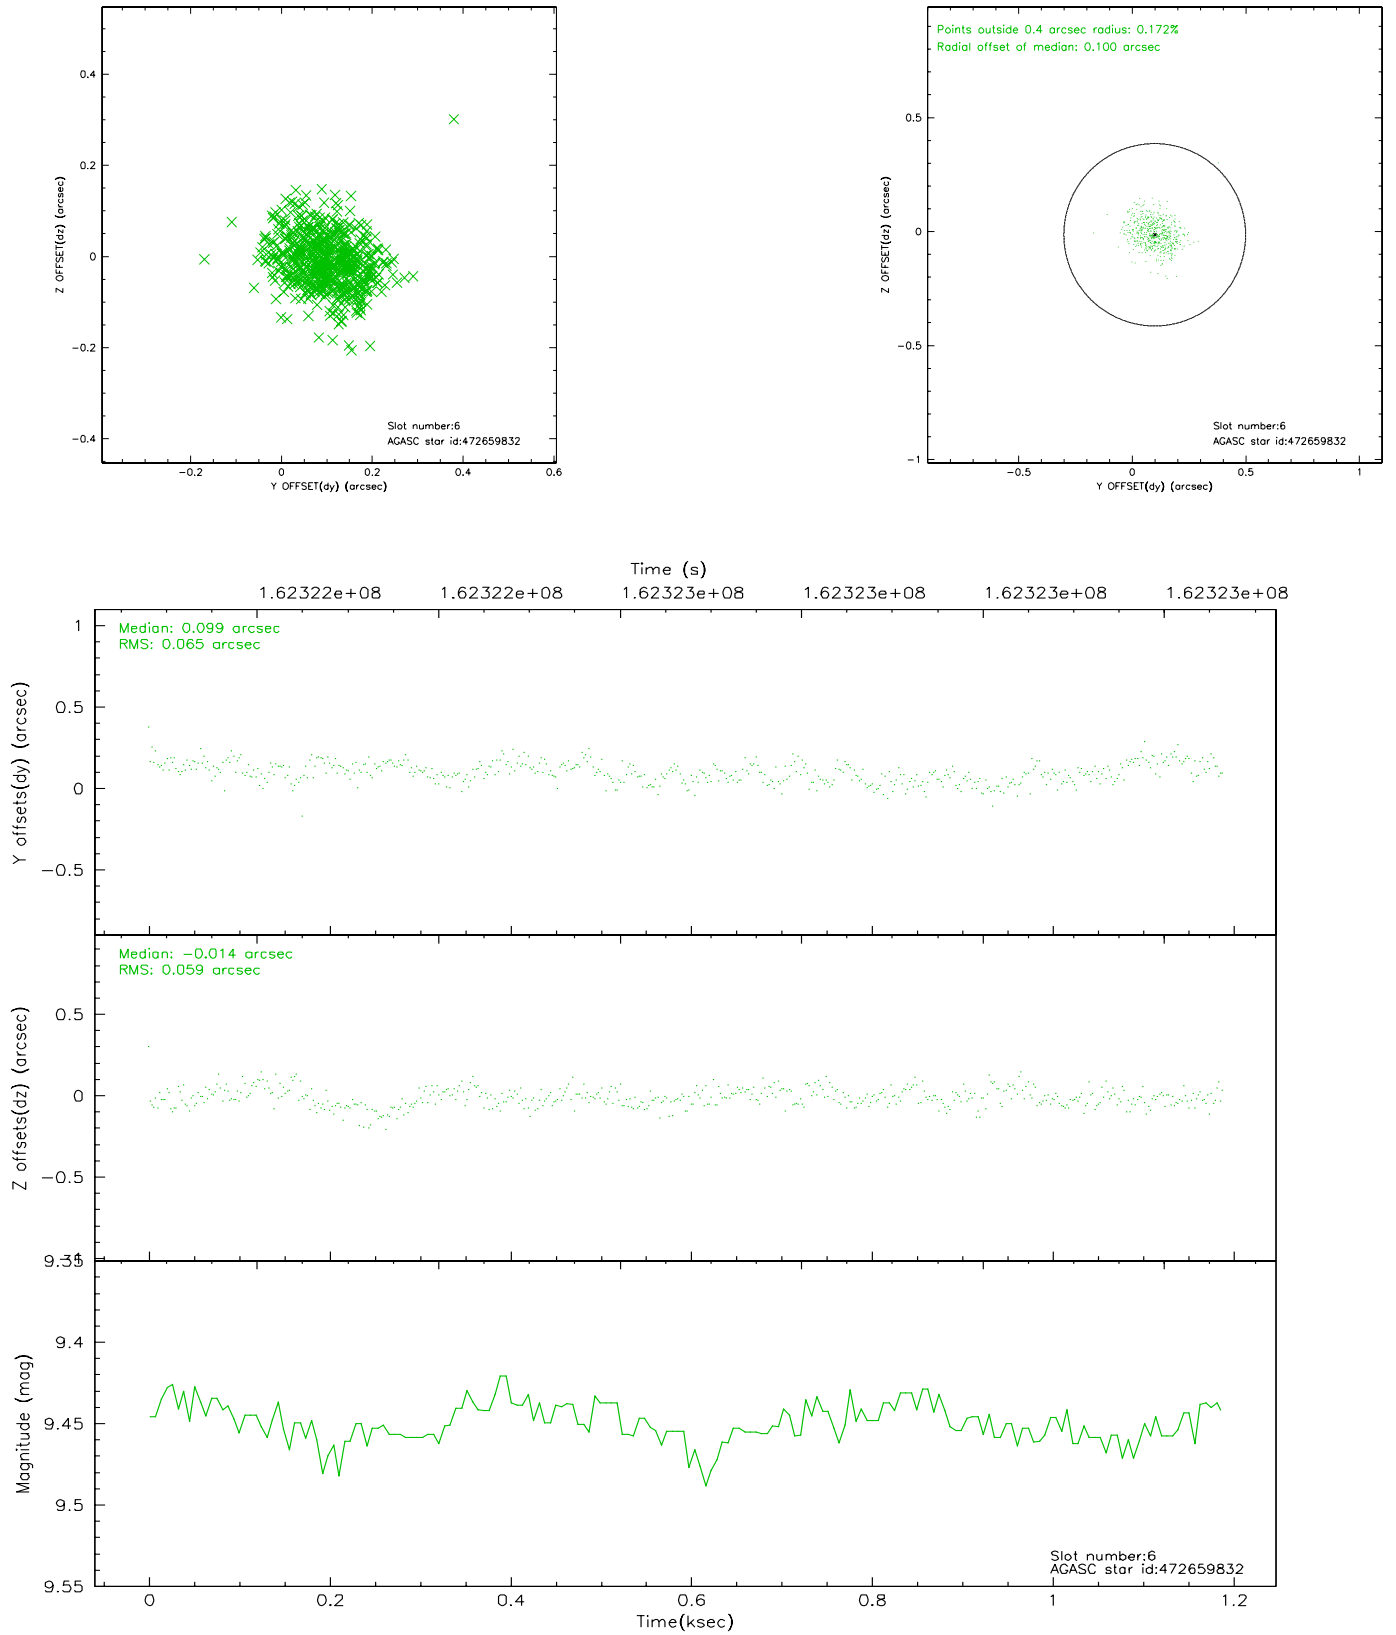 0.4
0.2
0
−0.2
−0.4
Z OFFSET(dz) (arcsec)
Slot number:6
AGASC star id:472659832
−0.2 0 0.2 0.4 0.6
Y OFFSET(dy) (arcsec)
Points outside 0.4 arcsec radius: 0.172%
Radial offset of median: 0.100 arcsec
0.5
0
−0.5
−1
Z OFFSET(dz) (arcsec)
Slot number:6
AGASC star id:472659832
−0.5 0 0.5 1
Y OFFSET(dy) (arcsec)
Time (s)
1.62322e+08 1.62322e+08 1.62323e+08 1.62323e+08 1.62323e+08 1.62323e+08
Median: 0.099 arcsec
RMS: 0.065 arcsec
1
0.5
0
−0.5
Y offsets(dy) (arcsec)
Median: −0.014 arcsec
RMS: 0.059 arcsec
0.5
0
−0.5
−1
Z offsets(dz) (arcsec)
9.35
9.4
9.45
9.5
9.55
Magnitude (mag)
Slot number:6
AGASC star id:472659832
0 0.2 0.4 0.6 0.8 1 1.2
Time(ksec)